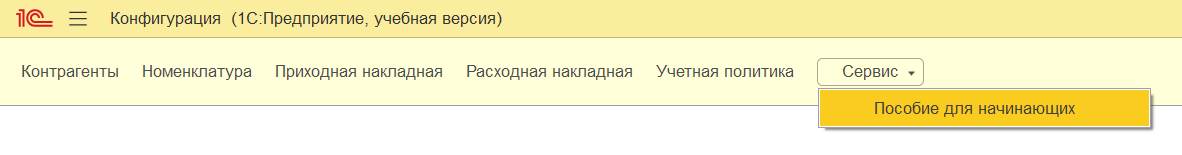 1С Конфигурация (1С:Предприятие, учебная версия)
Контрагенты Номенклатура Приходная накладная Расходная накладная Учетная политика Сервис
Пособие для начинающих